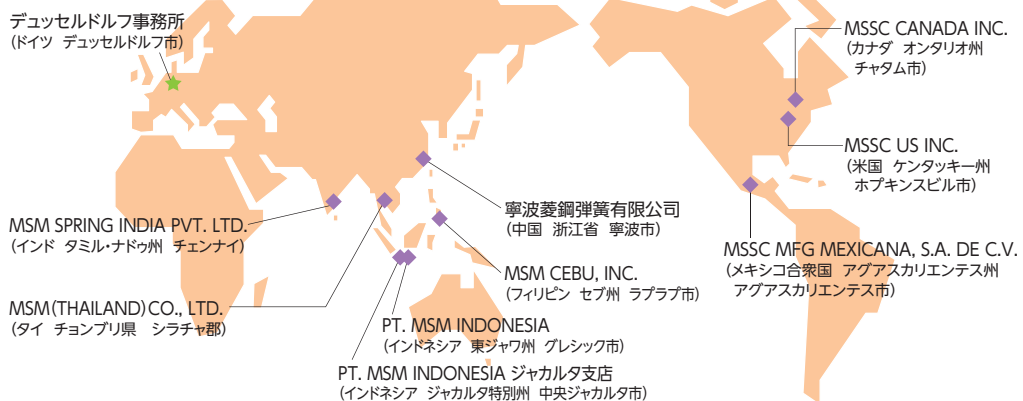 デュッセルドルフ事務所
(ドイツ デュッセルドルフ市)
MSSC CANADA INC.
(カナダ オンタリオ州
チャタム市)
MSSC US INC.
(米国 ケンタッキー州
ホプキンスビル市)
MSSC MFG MEXICANA, S.A. DE C.V.
(メキシコ合衆国 アグアスカリエンテス州
アグアスカリエンテス市)
寧波菱鋼弾簧有限公司
(中国 浙江省 寧波市)
MSM SPRING INDIA PVT. LTD.
(インド タミル・ナドゥ州 チェンナイ)
MSM CEBU, INC.
(フィリピン セブ州 ラプラプ市)
MSM(THAILAND)CO., LTD.
(タイ チョンブリ県 シラチャ郡)
PT. MSM INDONESIA
(インドネシア 東ジャワ州 グレシック市)
PT. MSM INDONESIA ジャカルタ支店
(インドネシア ジャカルタ特別州 中央ジャカルタ市)